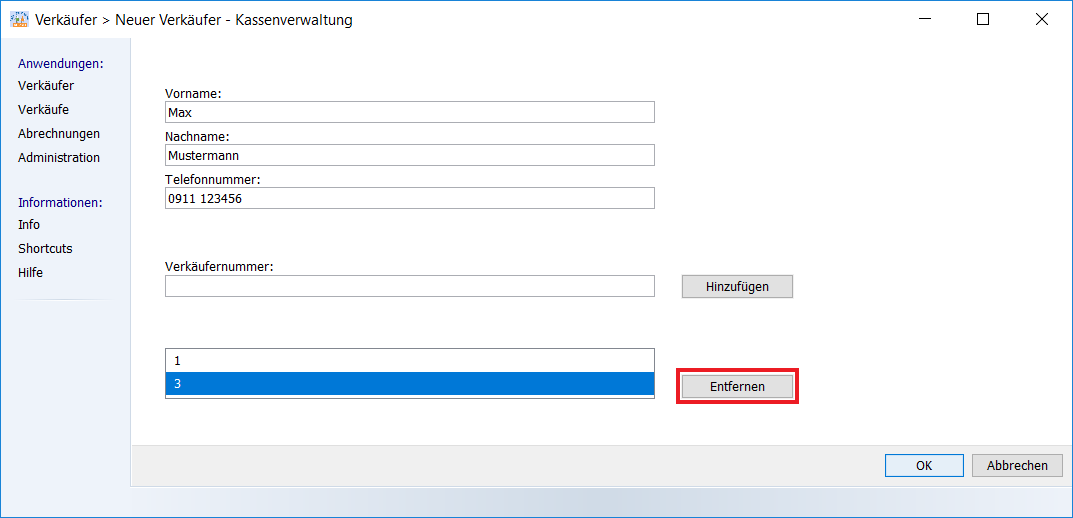 Verkäufer > Neuer Verkäufer - Kassenverwaltung
Anwendungen:
Verkäufer
Verkäufe
Abrechnungen
Administration
Informationen:
Info
Shortcuts
Hilfe
Vorname:
Max
Nachname:
Mustermann
Telefonnummer:
0911 123456
Verkäufernummer:
Hinzufügen
1
3
Entfernen
OK
Abbrechen